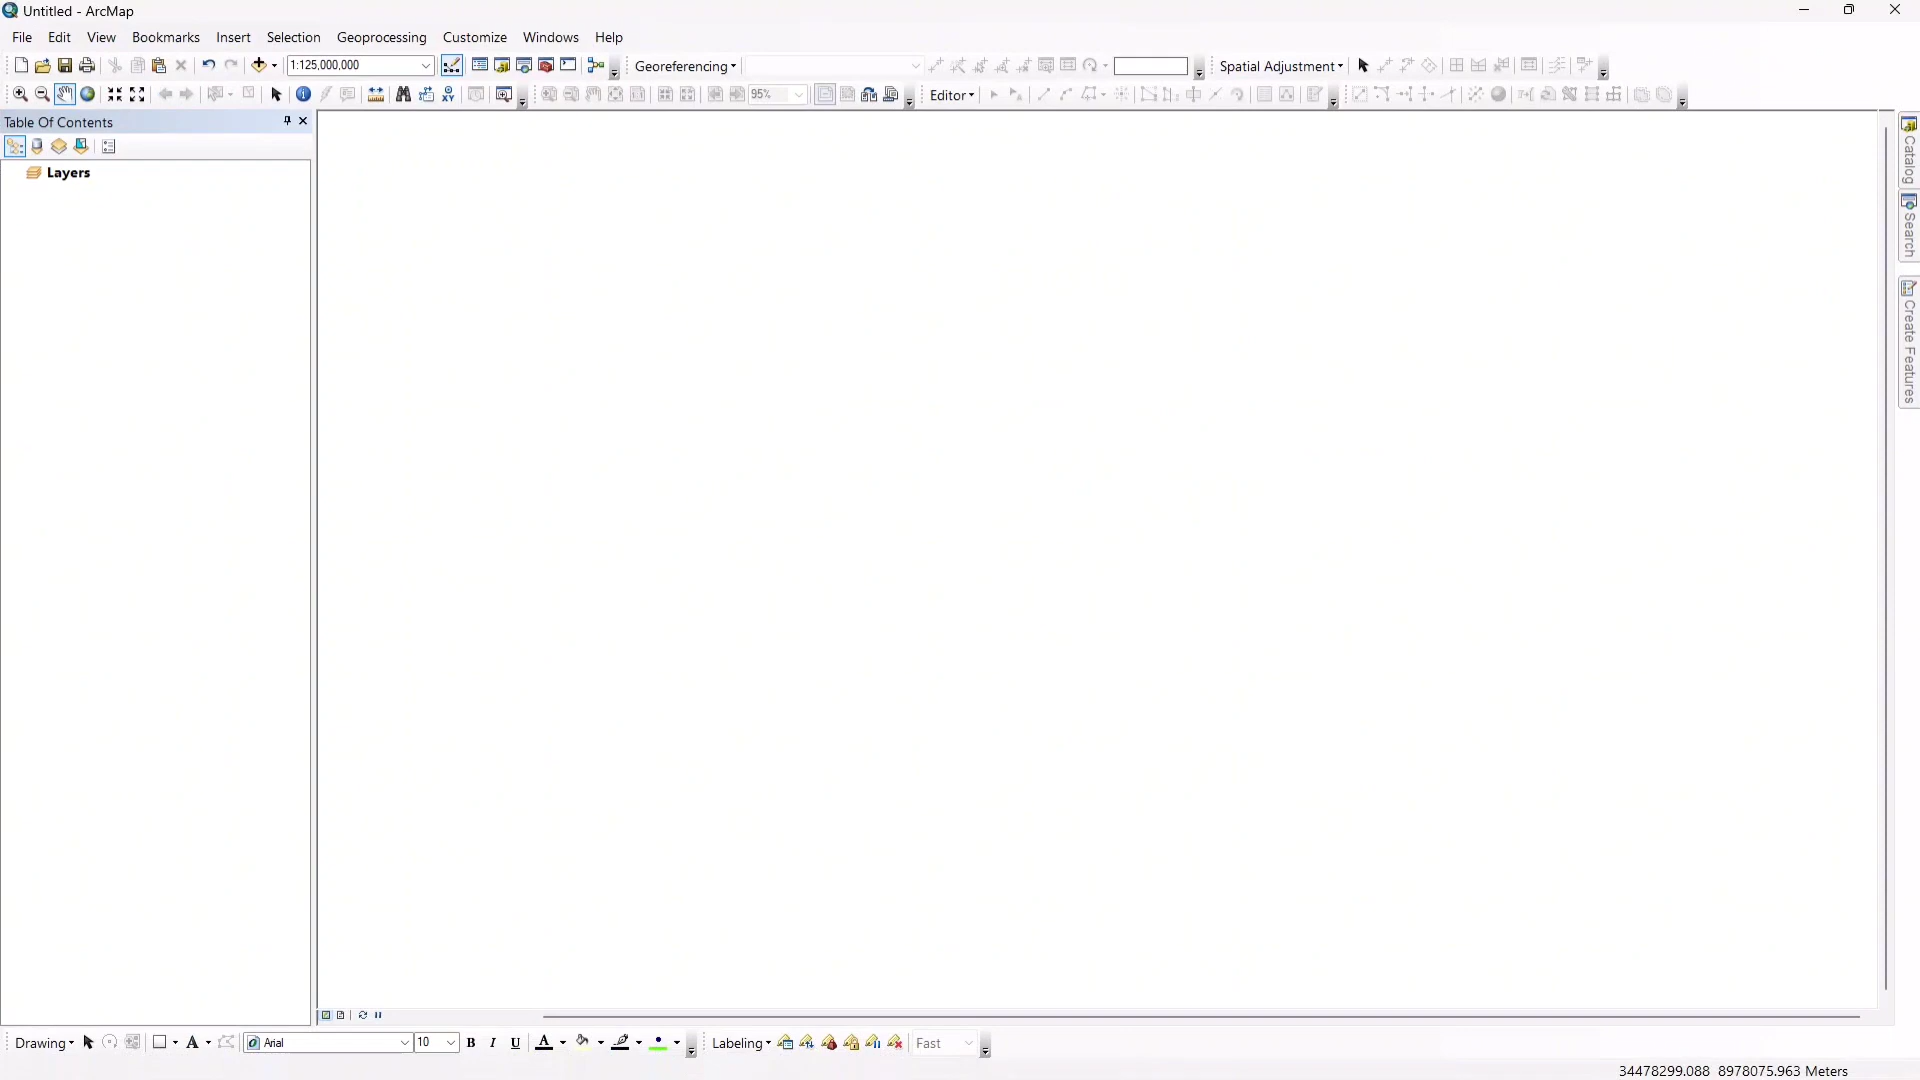 Untitled - ArcMap
File Edit View Bookmarks Insert Selection Geoprocessing Customize Windows Help
1:125,000,000 Georeferencing Spatial Adjustment
95% Editor
Table Of Contents
Layers
Catalog
Search
Create Features
Drawing A Arial 10 B I U A Labeling Fast
34478299.088 8978075.963 Meters